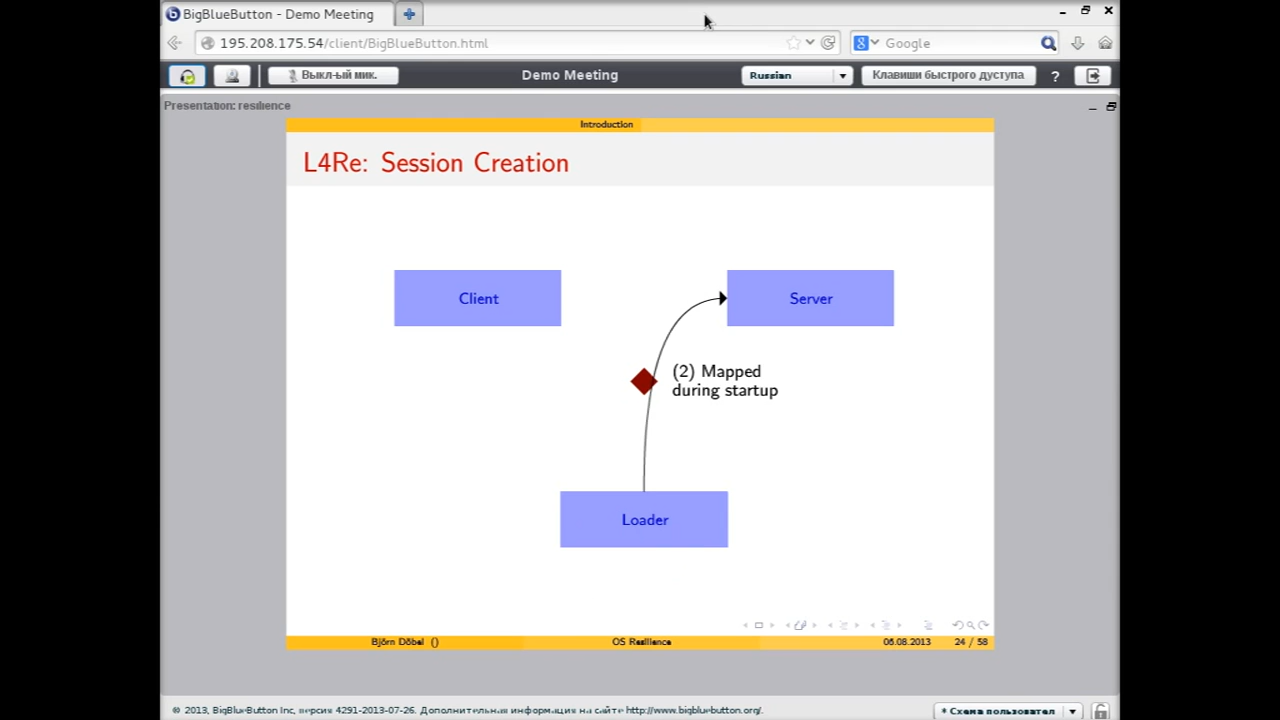 BigBlueButton - Demo Meeting
195.208.175.54/client/BigBlueButton.html
Google
Выкл-ый мик.
Demo Meeting
Russian
Клавиши быстрого доступа
?
Presentation: resilience
Introduction
L4Re: Session Creation
Client
Server
(2) Mapped
during startup
Loader
Björn Döbel ()
OS Resilience
06.08.2013
24 / 58
© 2013, BigBlueButton Inc, версия 4291-2013-07-26. Дополнительная информация на сайте http://www.bigbluebutton.org/.
* Схема пользователя